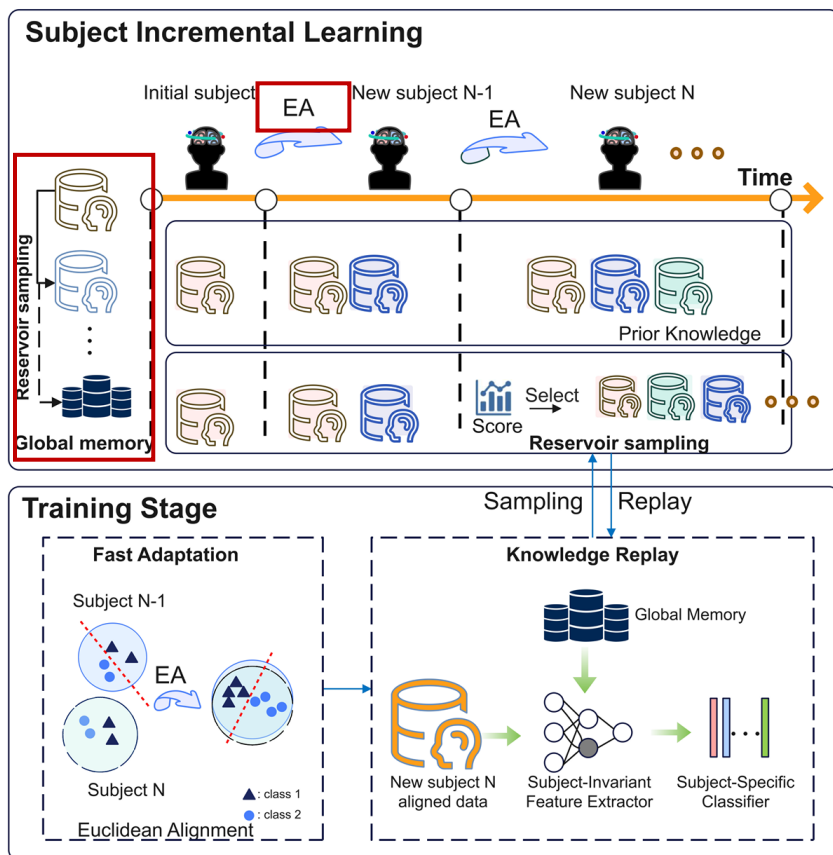 Subject Incremental Learning
Initial subject
EA
New subject N-1
EA
New subject N
Time
Reservoir sampling
Global memory
Prior Knowledge
Score
Select
Reservoir sampling
Sampling
Replay
Training Stage
Fast Adaptation
Subject N-1
EA
Subject N
: class 1
: class 2
Euclidean Alignment
Knowledge Replay
Global Memory
New subject N
aligned data
Subject-Invariant
Feature Extractor
Subject-Specific
Classifier